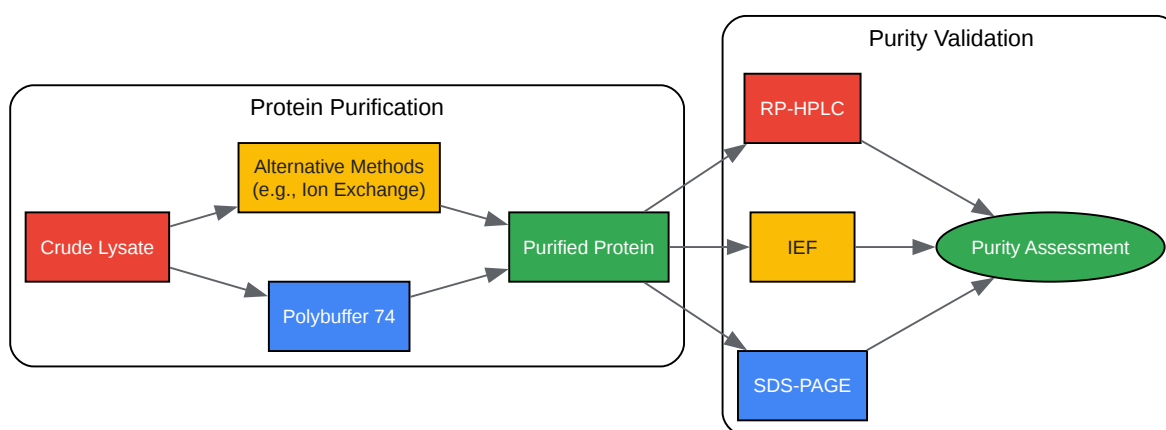 Protein Purification
Crude Lysate
Alternative Methods
(e.g., Ion Exchange)
Polybuffer 74
Purified Protein
Purity Validation
RP-HPLC
IEF
SDS-PAGE
Purity Assessment